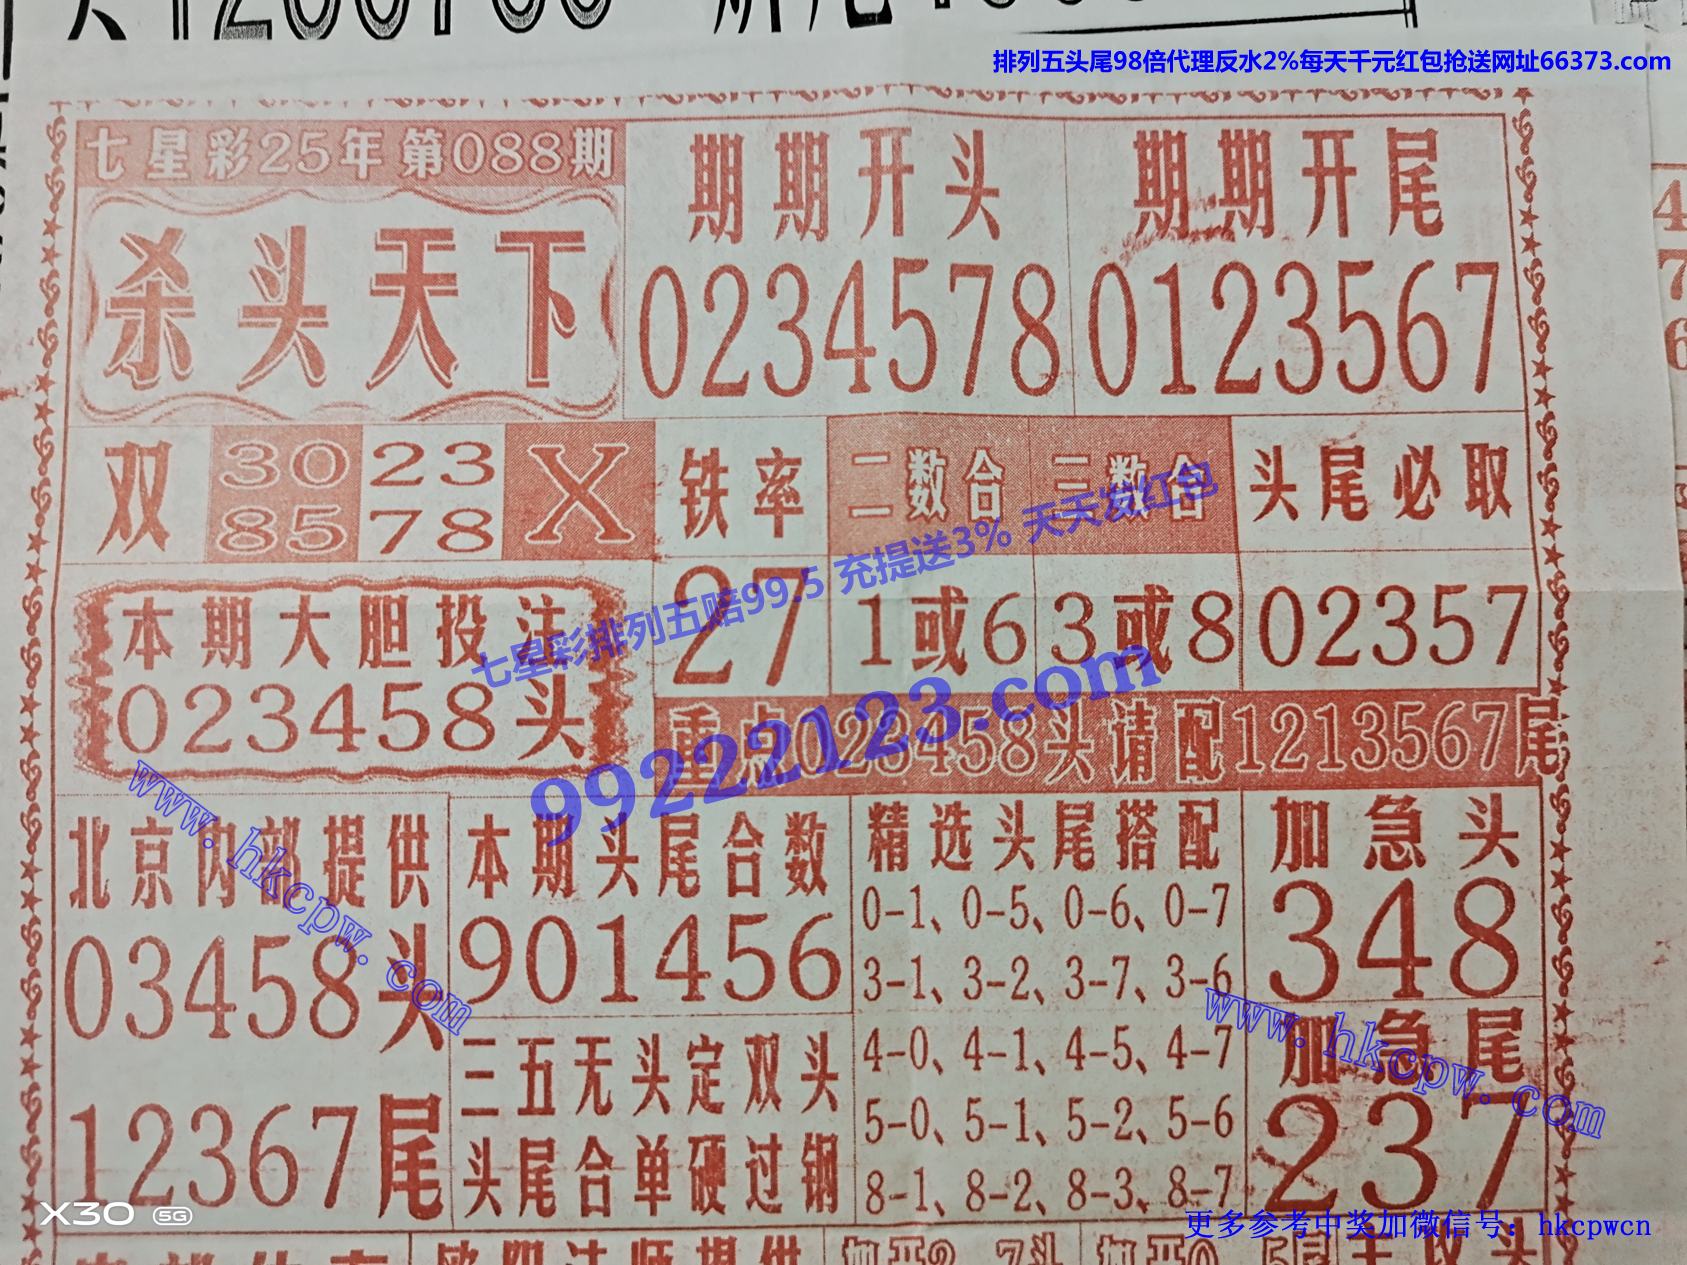 排列五头尾98倍代理反水2%每天千元红包抢送网址66373.com
七星彩25年第088期
杀头天下
期期开头
0234578
期期开尾
0123567
双
30 23
85 78
X
铁率
27
二数合
1或6
三数合
3或8
头尾必取
02357
七星彩排列五赔99.5 充提送3% 天天发红包
99222123.com
本期大胆投注
023458头
重点023458头请配1213567尾
北京内部提供
03458头
12367尾
www.hkcpw.com
本期头尾合数
901456
三五无头定双头
头尾合单硬过钢
精选头尾搭配
0-1、0-5、0-6、0-7
3-1、3-2、3-7、3-6
4-0、4-1、4-5、4-7
5-0、5-1、5-2、5-6
8-1、8-2、8-3、8-7
加急头
348
加急尾
237
www.hkcpw.com
X30 5G
更多参考中奖加微信号：hkcpwcn